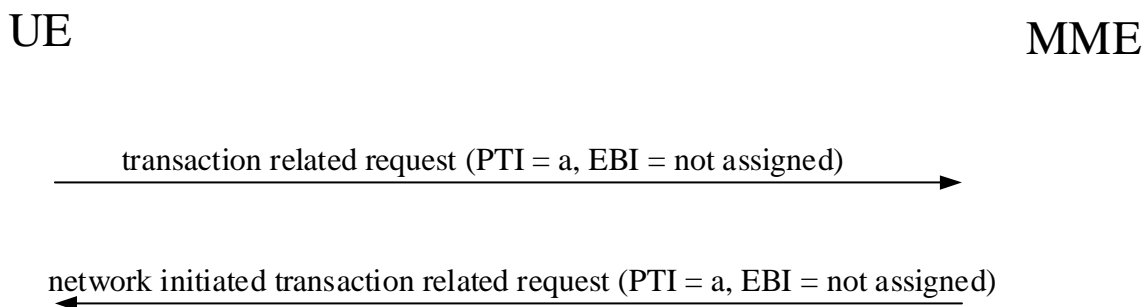 UE
MME
transaction related request (PTI = a, EBI = not assigned)
network initiated transaction related request (PTI = a, EBI = not assigned)